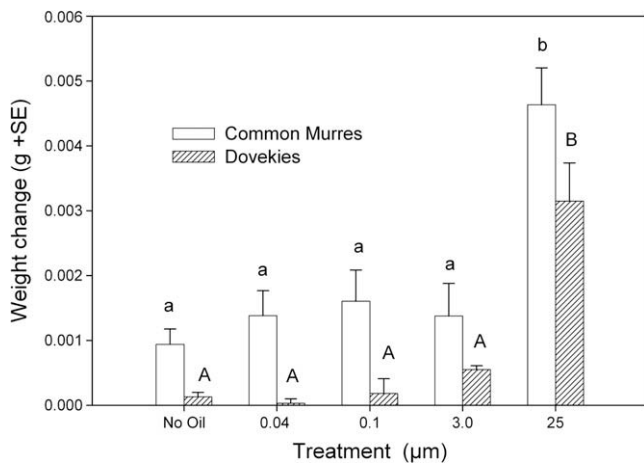 Weight change (g +SE)
0.006
0.005
0.004
0.003
0.002
0.001
0.000
Common Murres
Dovekies
a
A
a
A
a
A
a
A
b
B
No Oil
0.04
0.1
3.0
25
Treatment (µm)